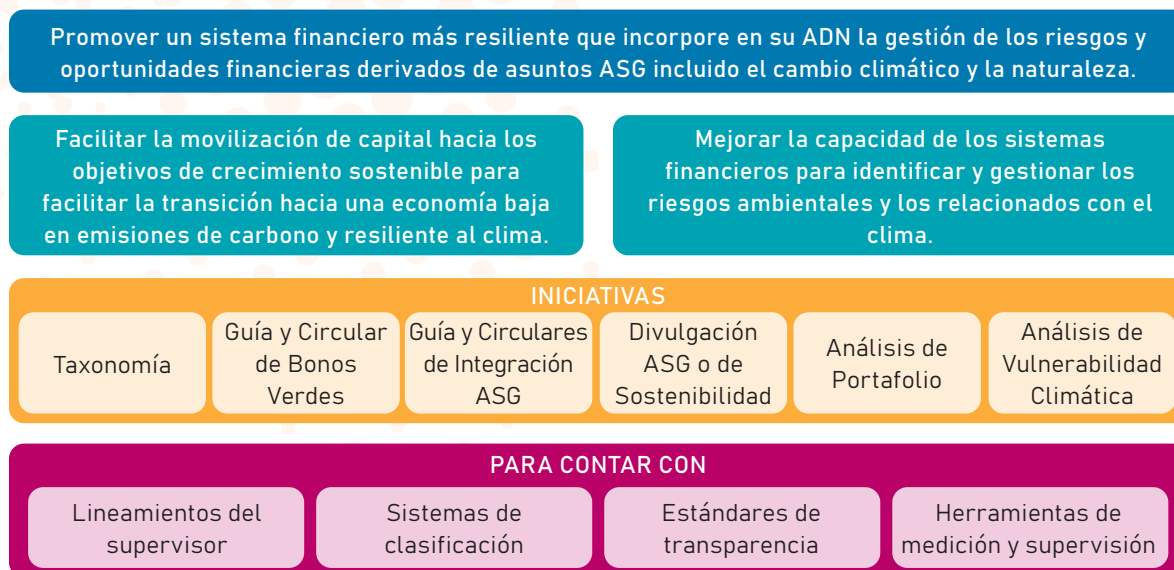 Promover un sistema financiero más resiliente que incorpore en su ADN la gestión de los riesgos y
oportunidades financieras derivados de asuntos ASG incluido el cambio climático y la naturaleza.
Facilitar la movilización de capital hacia los
objetivos de crecimiento sostenible para
facilitar la transición hacia una economía baja
en emisiones de carbono y resiliente al clima.
Mejorar la capacidad de los sistemas
financieros para identificar y gestionar los
riesgos ambientales y los relacionados con el
clima.
INICIATIVAS
Taxonomía
Guía y Circular
de Bonos
Verdes
Guía y Circulares
de Integración
ASG
Divulgación
ASG o de
Sostenibilidad
Análisis de
Portafolio
Análisis de
Vulnerabilidad
Climática
PARA CONTAR CON
Lineamientos del
supervisor
Sistemas de
clasificación
Estándares de
transparencia
Herramientas de
medición y supervisión